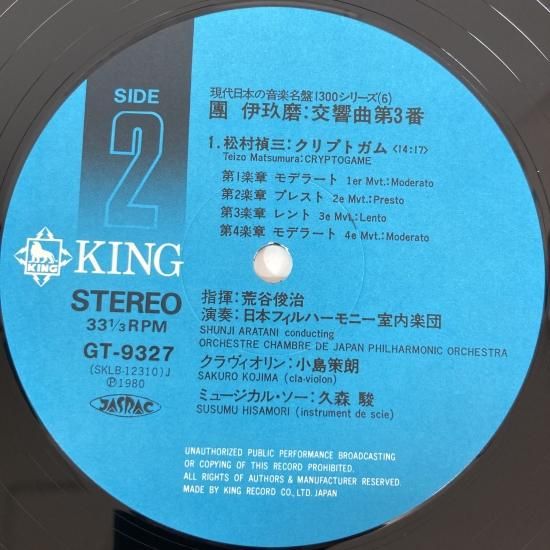 SIDE
2
現代日本の音楽名盤1300シリーズ(6)
團 伊玖磨:交響曲第3番
1. 松村禎三:クリプトガム〈14:17〉
Teizo Matsumura:CRYPTOGAME
第1楽章 モデラート 1er Mvt.:Moderato
第2楽章 プレスト 2e Mvt.:Presto
第3楽章 レント 3e Mvt.:Lento
第4楽章 モデラート 4e Mvt.:Moderato
KING
KING
STEREO
33 1/3 RPM
GT-9327
(SKLB-12310)J
Ⓟ1980
JASRAC
指揮:荒谷俊治
演奏:日本フィルハーモニー室内楽団
SHUNJI ARATANI conducting
ORCHESTRE CHAMBRE DE JAPAN PHILHARMONIC ORCHESTRA
クラヴィオリン:小島策朗
SAKURO KOJIMA (cla-violon)
ミュージカル・ソー:久森 駿
SUSUMU HISAMORI (instrument de scie)
UNAUTHORIZED PUBLIC PERFORMANCE BROADCASTING
OR COPYING OF THIS RECORD PROHIBITED.
ALL RIGHTS OF AUTHORS & MANUFACTURER RESERVED
MADE BY KING RECORD CO., LTD. JAPAN